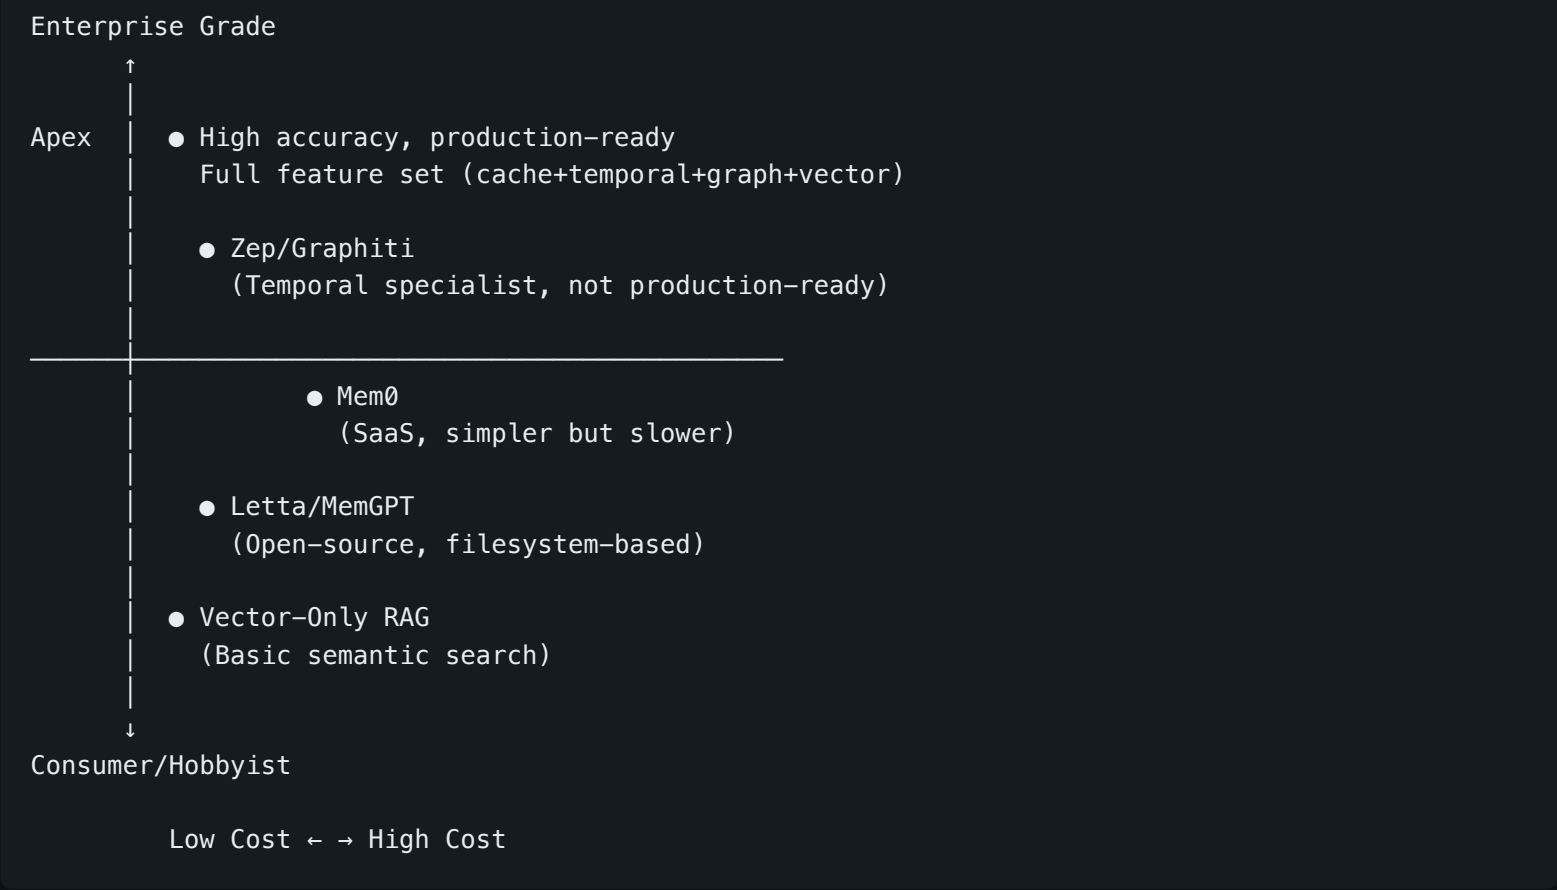 Enterprise Grade
↑
Apex │ ● High accuracy, production-ready
Full feature set (cache+temporal+graph+vector)
● Zep/Graphiti
(Temporal specialist, not production-ready)
● Mem0
(SaaS, simpler but slower)
● Letta/MemGPT
(Open-source, filesystem-based)
● Vector-Only RAG
(Basic semantic search)
↓
Consumer/Hobbyist
Low Cost ← → High Cost